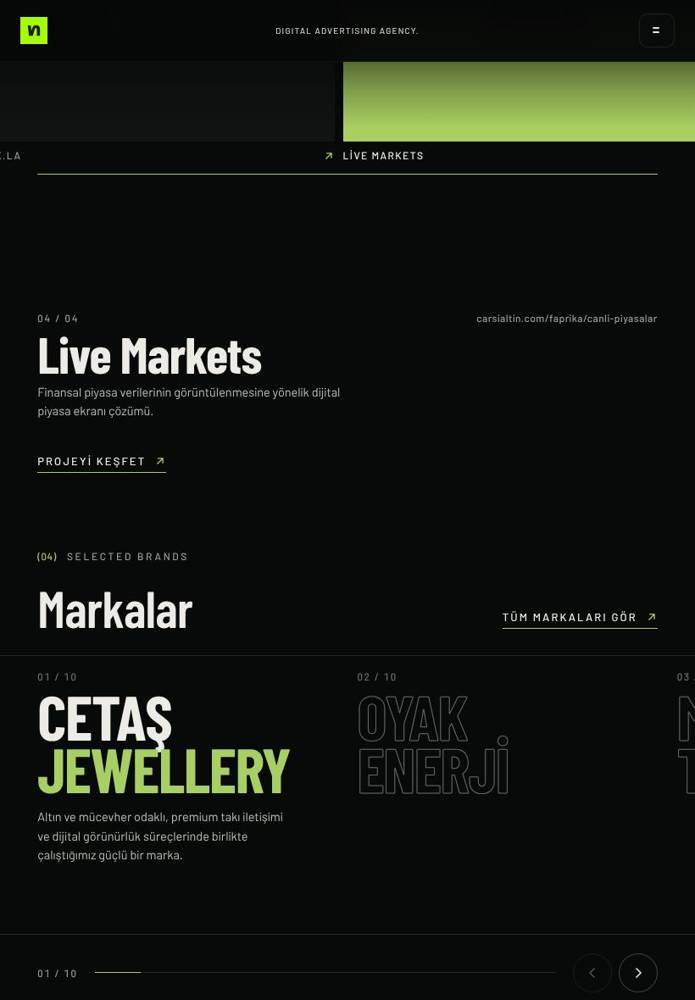 DIGITAL ADVERTISING AGENCY.
.LA
LİVE MARKETS
04 / 04
carsialtin.com/faprika/canli-piyasalar
Live Markets
Finansal piyasa verilerinin görüntülenmesine yönelik dijital
piyasa ekranı çözümü.
PROJEYİ KEŞFET
(04) SELECTED BRANDS
Markalar
TÜM MARKALARI GÖR
01 / 10
CETAŞ
JEWELLERY
Altın ve mücevher odaklı, premium takı iletişimi
ve dijital görünürlük süreçlerinde birlikte
çalıştığımız güçlü bir marka.
02 / 10
OYAK
ENERJİ
03
01 / 10